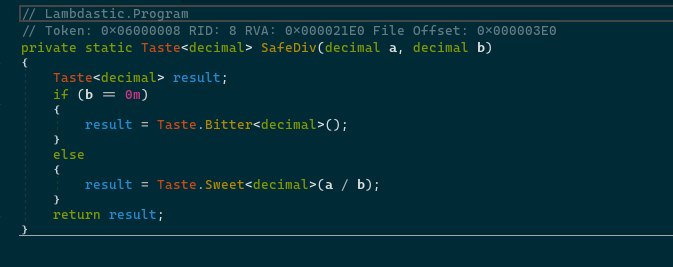 // Lambdastic.Program
// Token: 0x06000008 RID: 8 RVA: 0x000021E0 File Offset: 0x000003E0
private static Taste<decimal> SafeDiv(decimal a, decimal b)
{
    Taste<decimal> result;
    if (b == 0m)
    {
        result = Taste.Bitter<decimal>();
    }
    else
    {
        result = Taste.Sweet<decimal>(a / b);
    }
    return result;
}